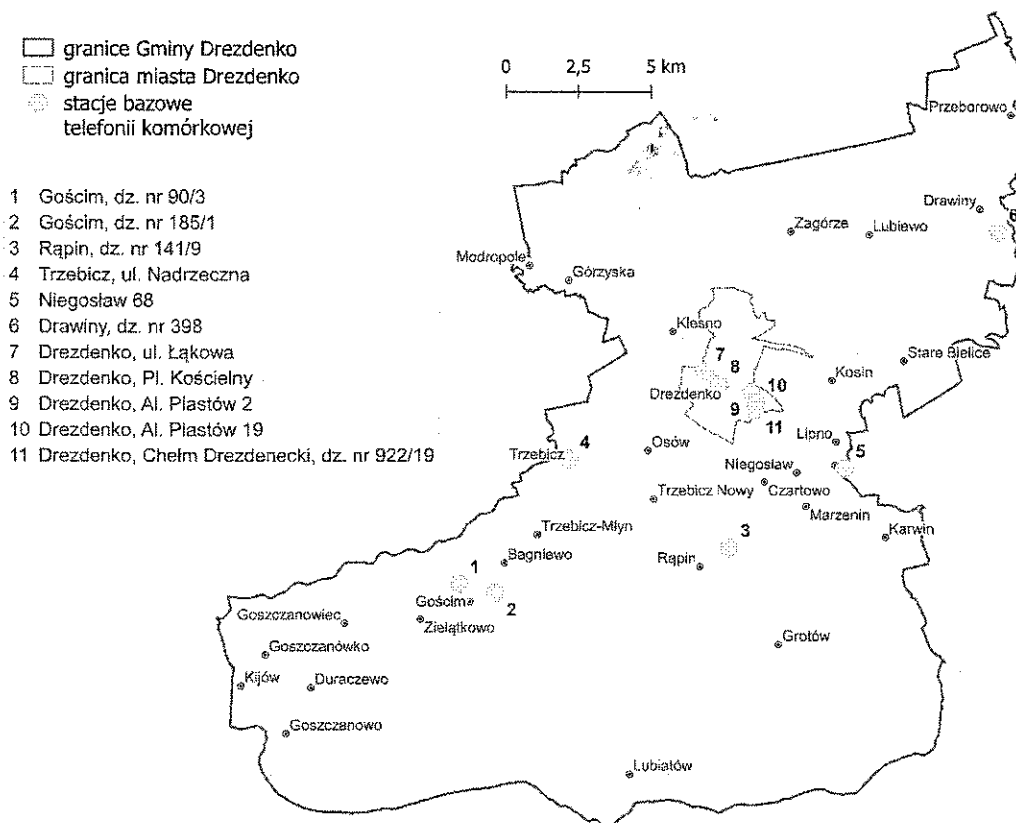 granice Gminy Drezdenko
granica miasta Drezdenko
stacje bazowe
telefonii komórkowej
0 2,5 5 km
1 Gościm, dz. nr 90/3
2 Gościm, dz. nr 185/1
3 Rąpin, dz. nr 141/9
4 Trzebicz, ul. Nadrzeczna
5 Niegosław 68
6 Drawiny, dz. nr 398
7 Drezdenko, ul. Łąkowa
8 Drezdenko, Pl. Kościelny
9 Drezdenko, Al. Piastów 2
10 Drezdenko, Al. Piastów 19
11 Drezdenko, Chełm Drezdenecki, dz. nr 922/19
Przeborowo
Drawiny
6
Zagórze
Lubiewo
Modropole
Górzyska
Klesno
7
8
Stare Bielice
Kosin
10
Drezdenko
9
11
Lipno
Osów
4
Trzebicz
5
Niegosław
Czartowo
Trzebicz Nowy
Marzenin
Trzebicz-Młyn
3
Karwin
Bagniewo
Rąpin
1
Gościm
2
Goszczanowiec
Zielątkowo
Goszczanówko
Grotów
Kijów
Duraczewo
Goszczanowo
Lubiatów